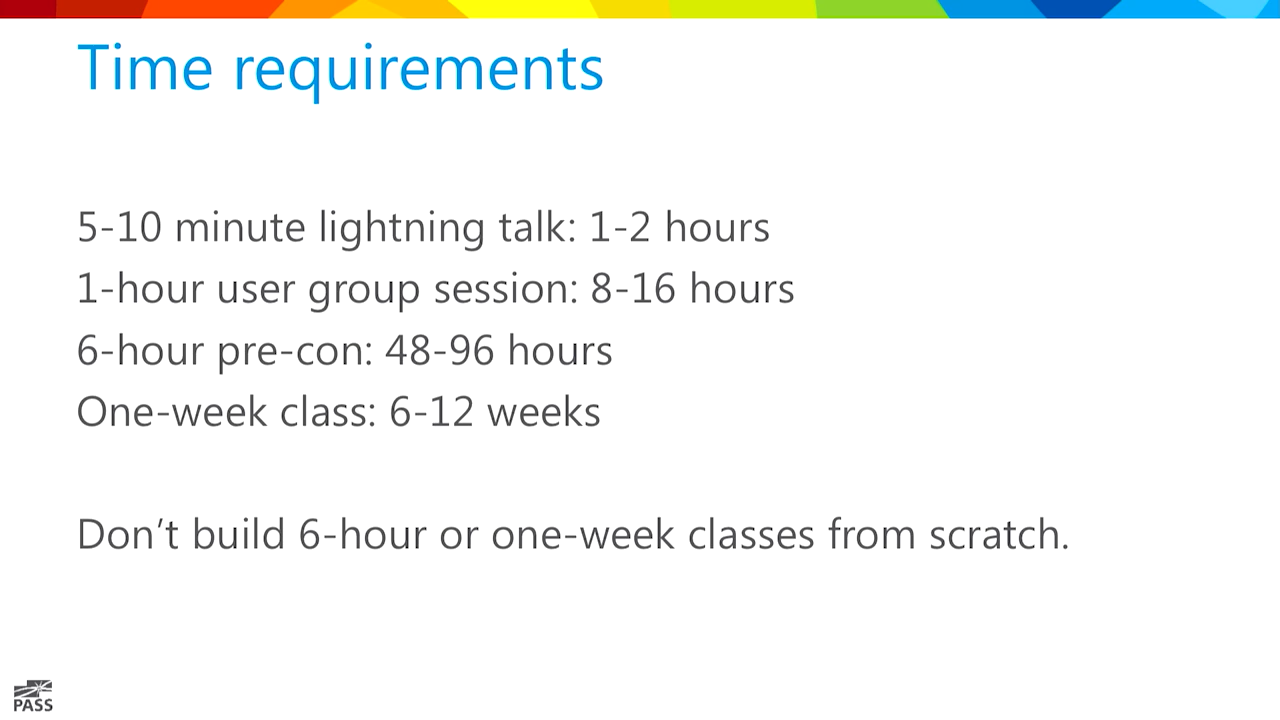 Time requirements
5-10 minute lightning talk: 1-2 hours
1-hour user group session: 8-16 hours
6-hour pre-con: 48-96 hours
One-week class: 6-12 weeks
Don’t build 6-hour or one-week classes from scratch.
PASS